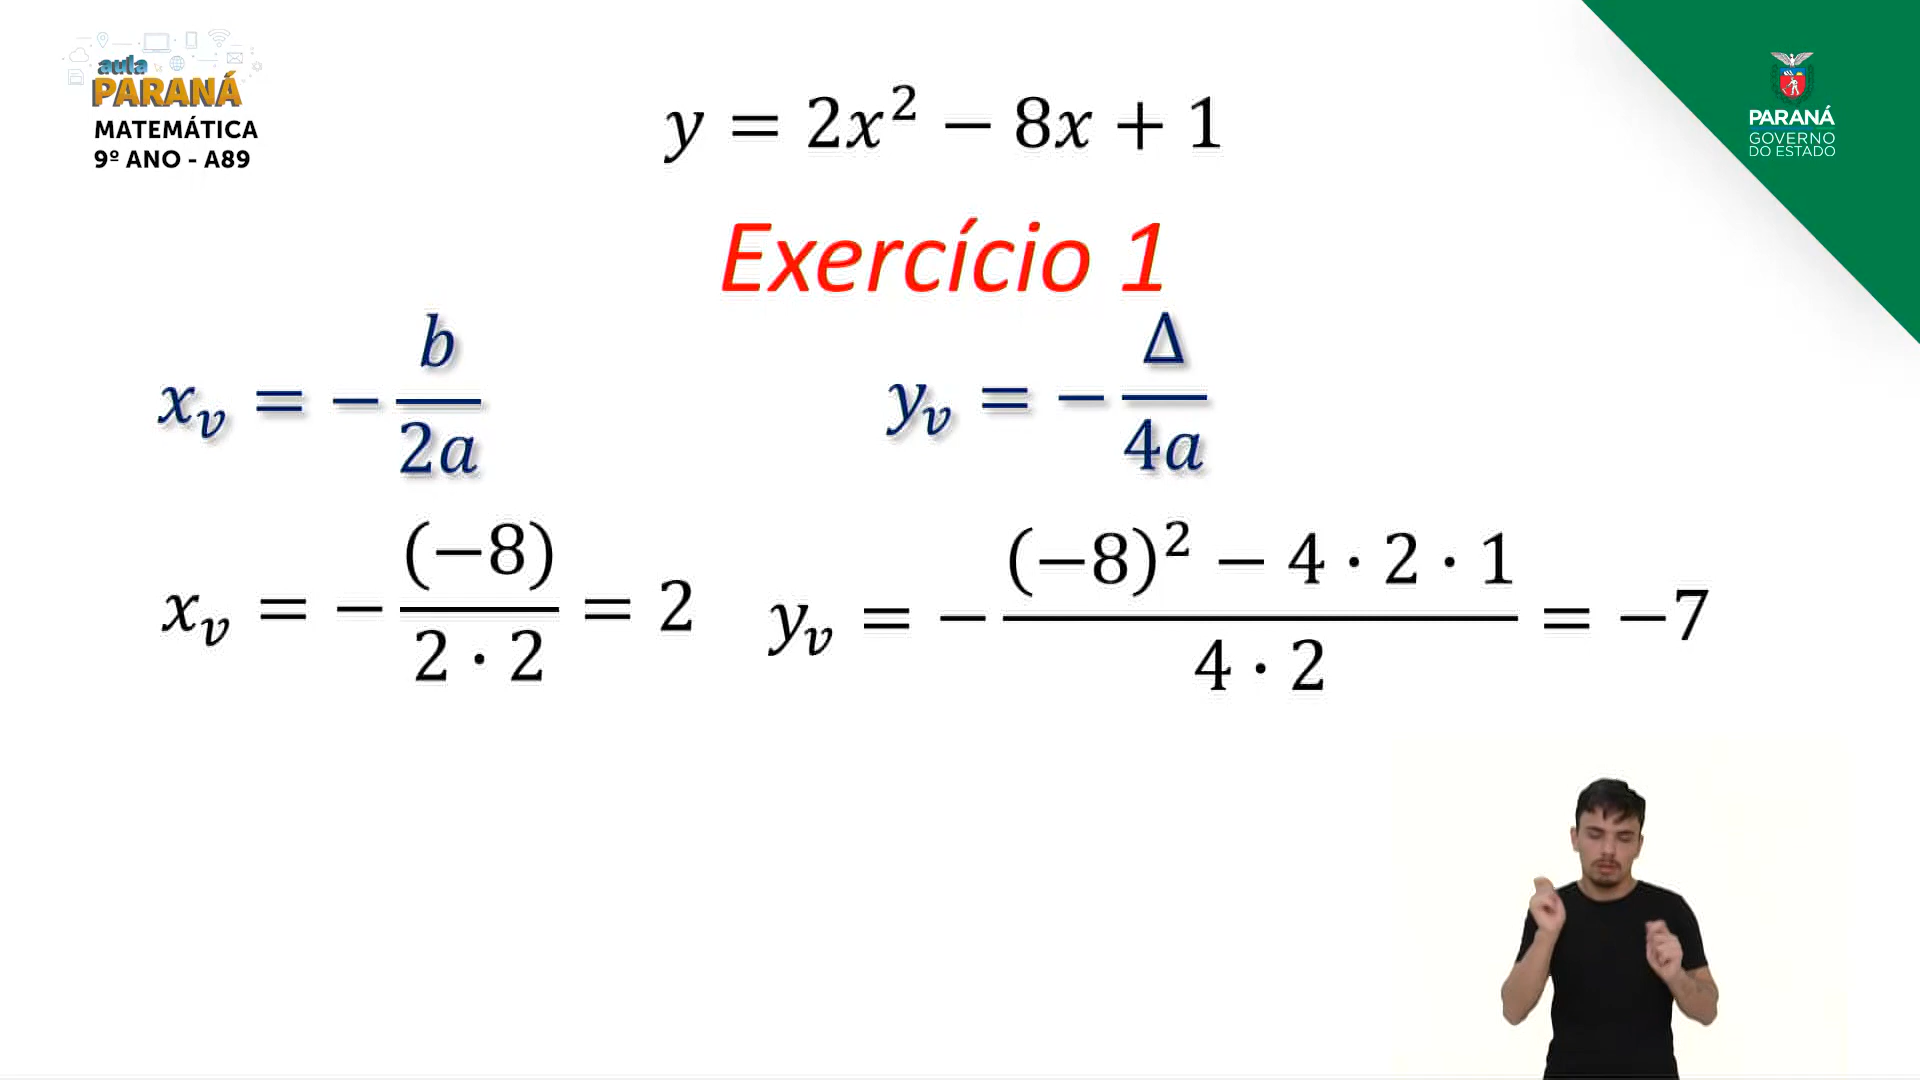 aula
PARANÁ
MATEMÁTICA
9º ANO - A89
PARANÁ
GOVERNO
DO ESTADO
y = 2x² − 8x + 1
Exercício 1
x_v = − b/2a
y_v = − Δ/4a
x_v = − (−8)/(2 · 2) = 2
y_v = − ((−8)² − 4 · 2 · 1)/(4 · 2) = −7